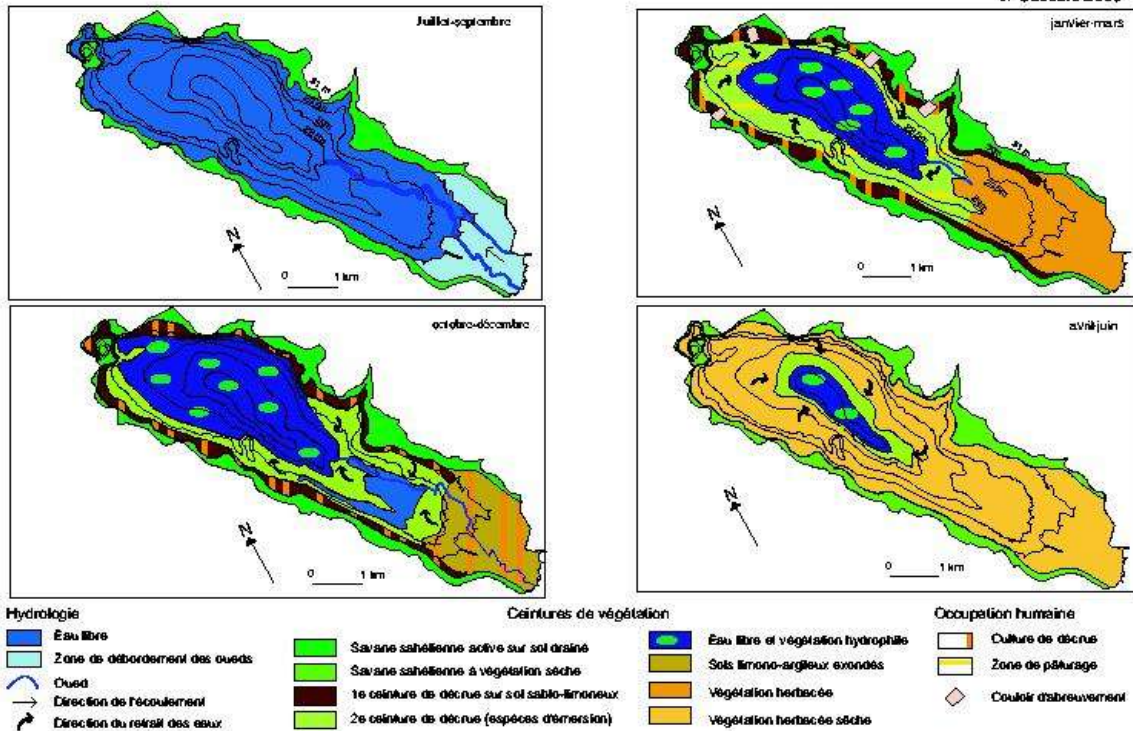 Juillet-septembre
janvier-mars
51 m
51 m
N
0 1 km
N
0 1 km
octobre-décembre
avril-juin
N
0 1 km
N
0 1 km
Hydrologie
Eau libre
Zone de débordement des oueds
Oued
Direction de l'écoulement
Direction du retrait des eaux
Ceintures de végétation
Savane sahélienne active sur sol drainé
Savane sahélienne à végétation sèche
1e ceinture de décrue sur sol sablo-limoneux
2e ceinture de décrue (espèces d'émersion)
Eau libre et végétation hydrophile
Sols limono-argileux exondés
Végétation herbacée
Végétation herbacée sèche
Occupation humaine
Culture de décrue
Zone de pâturage
Couloir d'abreuvement